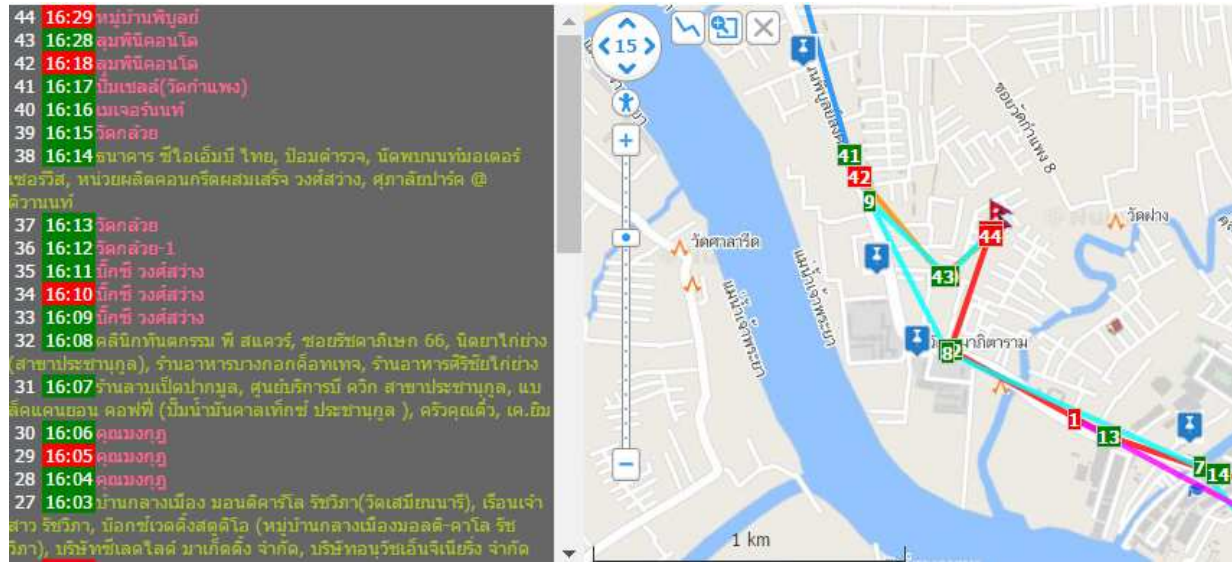 44 16:29 หมู่บ้านพิบูลย์
43 16:28 ลุมพินีคอนโด
42 16:18 ลุมพินีคอนโด
41 16:17 ปั๊มเชลล์(วัดกำแพง)
40 16:16 เมเจอร์นนท์
39 16:15 วัดกล้วย
38 16:14 ธนาคาร ซีไอเอ็มบี ไทย, ป้อมตำรวจ, นัดพบนนท์มอเตอร์
เซอร์วิส, หน่วยผลิตคอนกรีตผสมเสร็จ วงศ์สว่าง, ศุภาลัยปาร์ค @
ติวานนท์
37 16:13 วัดกล้วย
36 16:12 วัดกล้วย-1
35 16:11 บิ๊กซี วงศ์สว่าง
34 16:10 บิ๊กซี วงศ์สว่าง
33 16:09 บิ๊กซี วงศ์สว่าง
32 16:08 คลินิกทันตกรรม พี สแควร์, ซอยรัชดาภิเษก 66, นิตยาไก่ย่าง
(สาขาประชานุกูล), ร้านอาหารบางกอกค็อทเทจ, ร้านอาหารศิริชัยไก่ย่าง
31 16:07 ร้านลาบเป็ดปากมูล, ศูนย์บริการบี ควิก สาขาประชานุกูล, แบ
ล็คแคนยอน คอฟฟี่ (ปั๊มน้ำมันคาลเท็กซ์ ประชานุกูล ), ครัวคุณติ๋ว, เค.ยิม
30 16:06 คุณมงกุฎ
29 16:05 คุณมงกุฎ
28 16:04 คุณมงกุฎ
27 16:03 บ้านกลางเมือง มอนติคาร์โล รัชวิภา(วัดเสมียนนารี), เรือนเจ้า
สาว รัชวิภา, บ๊อกซ์เวดดิ้งสตูดิโอ (หมู่บ้านกลางเมืองมอลติ-คาโล รัช
วิภา), บริษัทซีเลคไลด์ มาเก็ตติ้ง จำกัด, บริษัทอนุวัชเอ็นจิเนียริ่ง จำกัด
15
ซอยวัดกำแพง 8
41
42
9
44
วัดฝาง
วัดศาลารีด
43
แม่น้ำเจ้าพระยา
แม่น้ำเจ้าพระยา
8
2
1
13
7
14
1 km